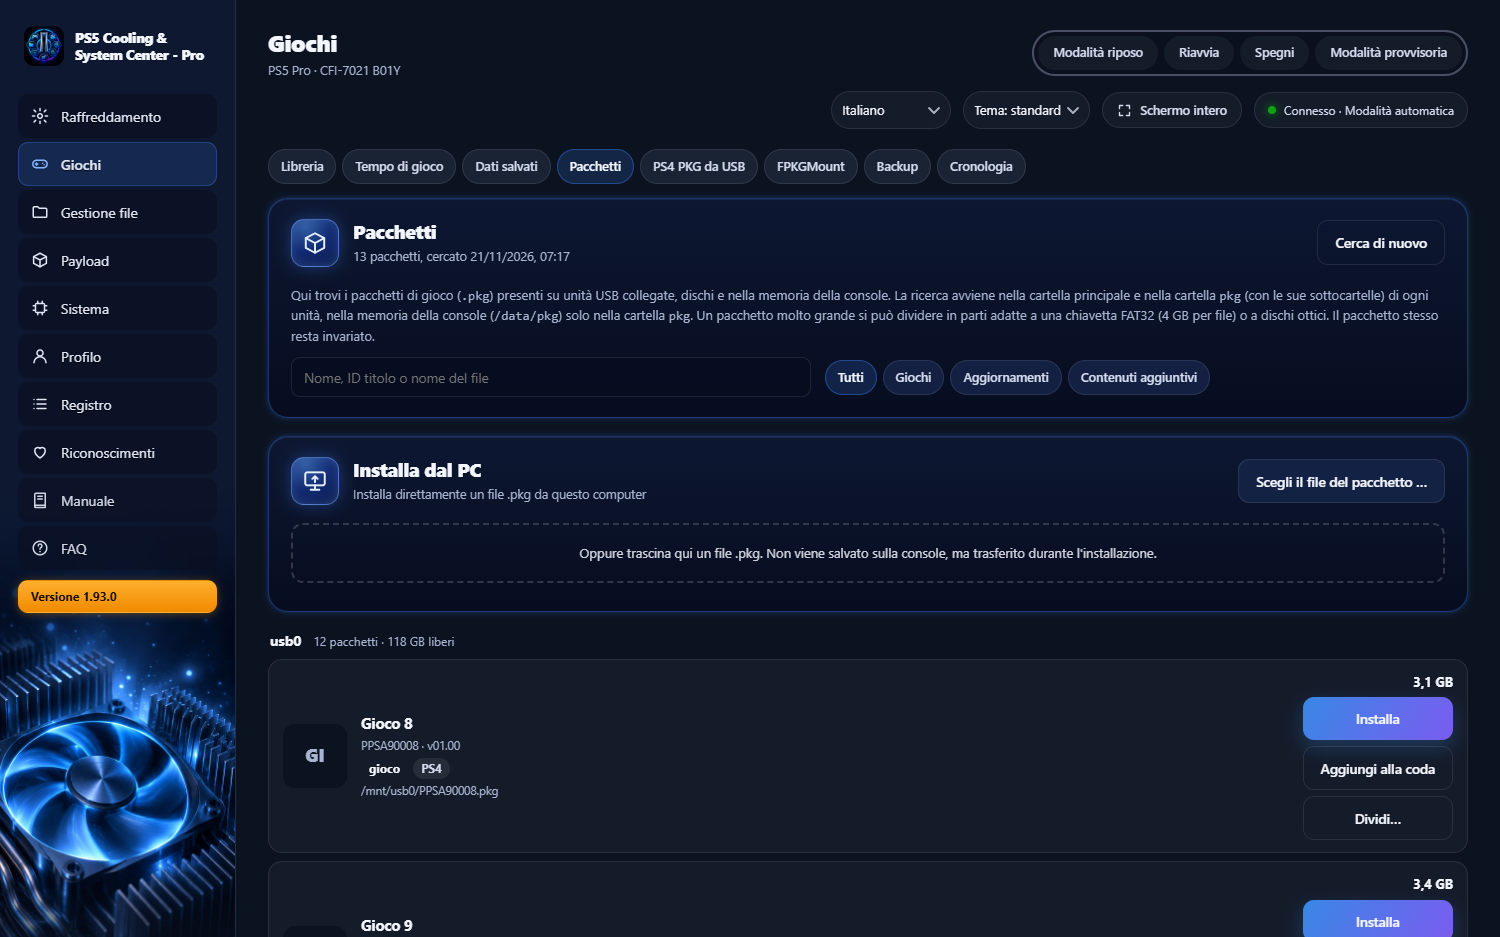 PS5 Cooling &
System Center - Pro
Raffreddamento
Giochi
Gestione file
Payload
Sistema
Profilo
Registro
Riconoscimenti
Manuale
FAQ
Versione 1.93.0
Giochi
PS5 Pro · CFI-7021 B01Y
Modalità riposo
Riavvia
Spegni
Modalità provvisoria
Italiano
Tema: standard
Schermo intero
Connesso · Modalità automatica
Libreria
Tempo di gioco
Dati salvati
Pacchetti
PS4 PKG da USB
FPKGMount
Backup
Cronologia
Pacchetti
13 pacchetti, cercato 21/11/2026, 07:17
Cerca di nuovo
Qui trovi i pacchetti di gioco (.pkg) presenti su unità USB collegate, dischi e nella memoria della console. La ricerca avviene nella cartella principale e nella cartella pkg (con le sue sottocartelle) di ogni
unità, nella memoria della console (/data/pkg) solo nella cartella pkg. Un pacchetto molto grande si può dividere in parti adatte a una chiavetta FAT32 (4 GB per file) o a dischi ottici. Il pacchetto stesso
resta invariato.
Nome, ID titolo o nome del file
Tutti
Giochi
Aggiornamenti
Contenuti aggiuntivi
Installa dal PC
Installa direttamente un file .pkg da questo computer
Scegli il file del pacchetto ...
Oppure trascina qui un file .pkg. Non viene salvato sulla console, ma trasferito durante l'installazione.
usb0 12 pacchetti · 118 GB liberi
3,1 GB
GI
Gioco 8
PPSA90008 · v01.00
gioco PS4
/mnt/usb0/PPSA90008.pkg
Installa
Aggiungi alla coda
Dividi...
3,4 GB
Gioco 9
Installa